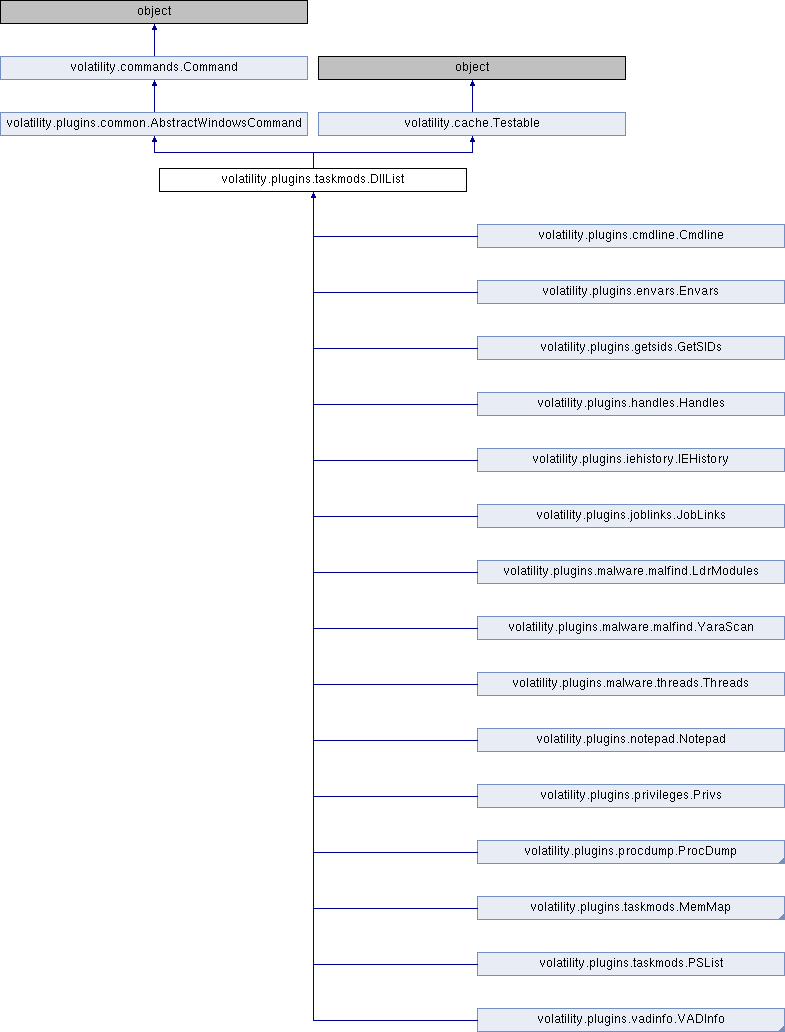 object
volatility.commands.Command
object
volatility.plugins.common.AbstractWindowsCommand
volatility.cache.Testable
volatility.plugins.taskmods.DllList
volatility.plugins.cmdline.Cmdline
volatility.plugins.envars.Envars
volatility.plugins.getsids.GetSIDs
volatility.plugins.handles.Handles
volatility.plugins.iehistory.IEHistory
volatility.plugins.joblinks.JobLinks
volatility.plugins.malware.malfind.LdrModules
volatility.plugins.malware.malfind.YaraScan
volatility.plugins.malware.threads.Threads
volatility.plugins.notepad.Notepad
volatility.plugins.privileges.Privs
volatility.plugins.procdump.ProcDump
volatility.plugins.taskmods.MemMap
volatility.plugins.taskmods.PSList
volatility.plugins.vadinfo.VADInfo